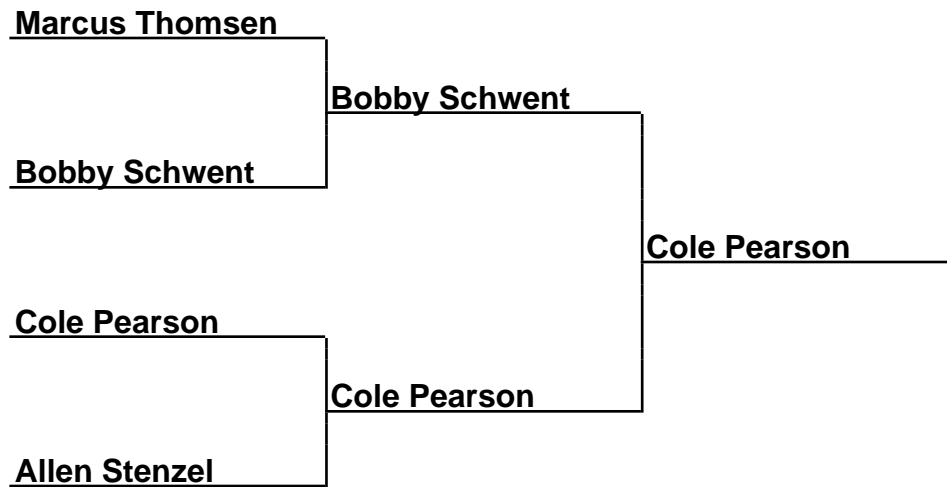 Marcus Thomsen
Bobby Schwent
Bobby Schwent
Cole Pearson
Cole Pearson
Cole Pearson
Allen Stenzel